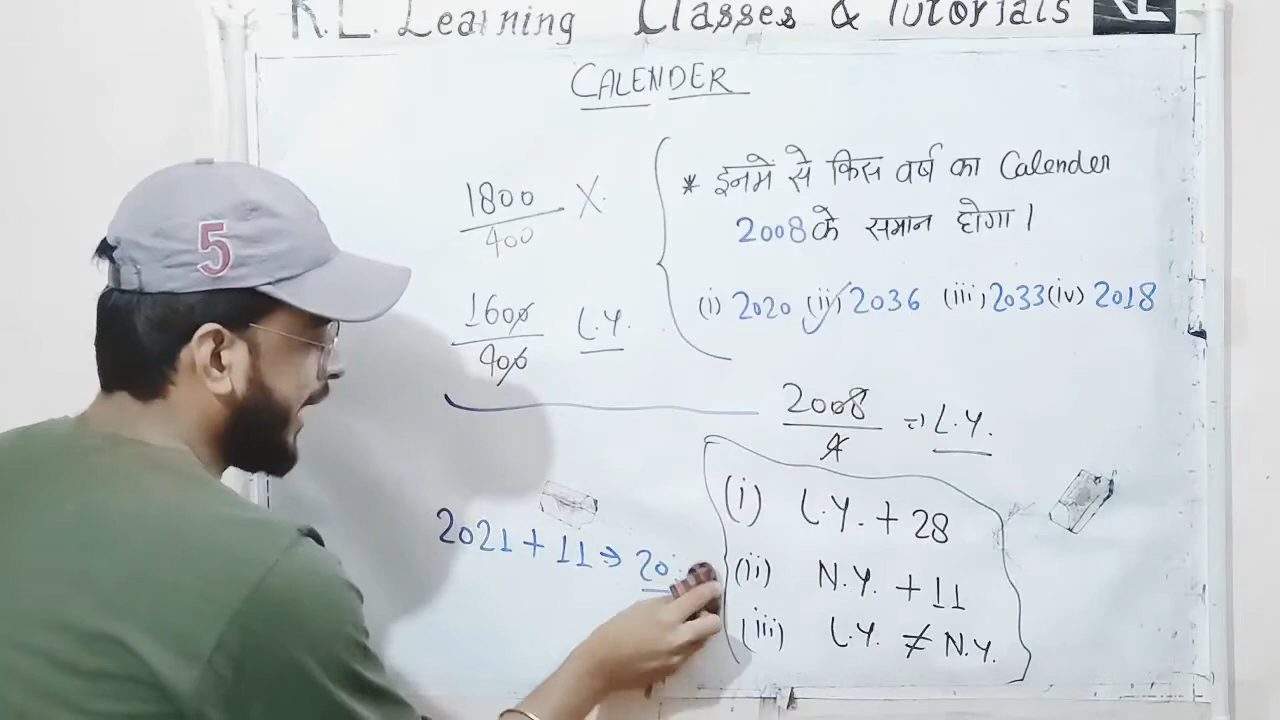 R.L. Learning Classes & Tutorials
CALENDER
1800
400
X
1600
400
L.Y.
* इनमें से किस वर्ष का Calender
2008 के समान होगा।
(i) 2020 (ii) 2036 (iii) 2033 (iv) 2018
2008
4
⇒ L.Y.
(i) L.Y. + 28
(ii) N.Y. + 11
(iii) L.Y. ≠ N.Y.
2021 + 11 ⇒ 20
5